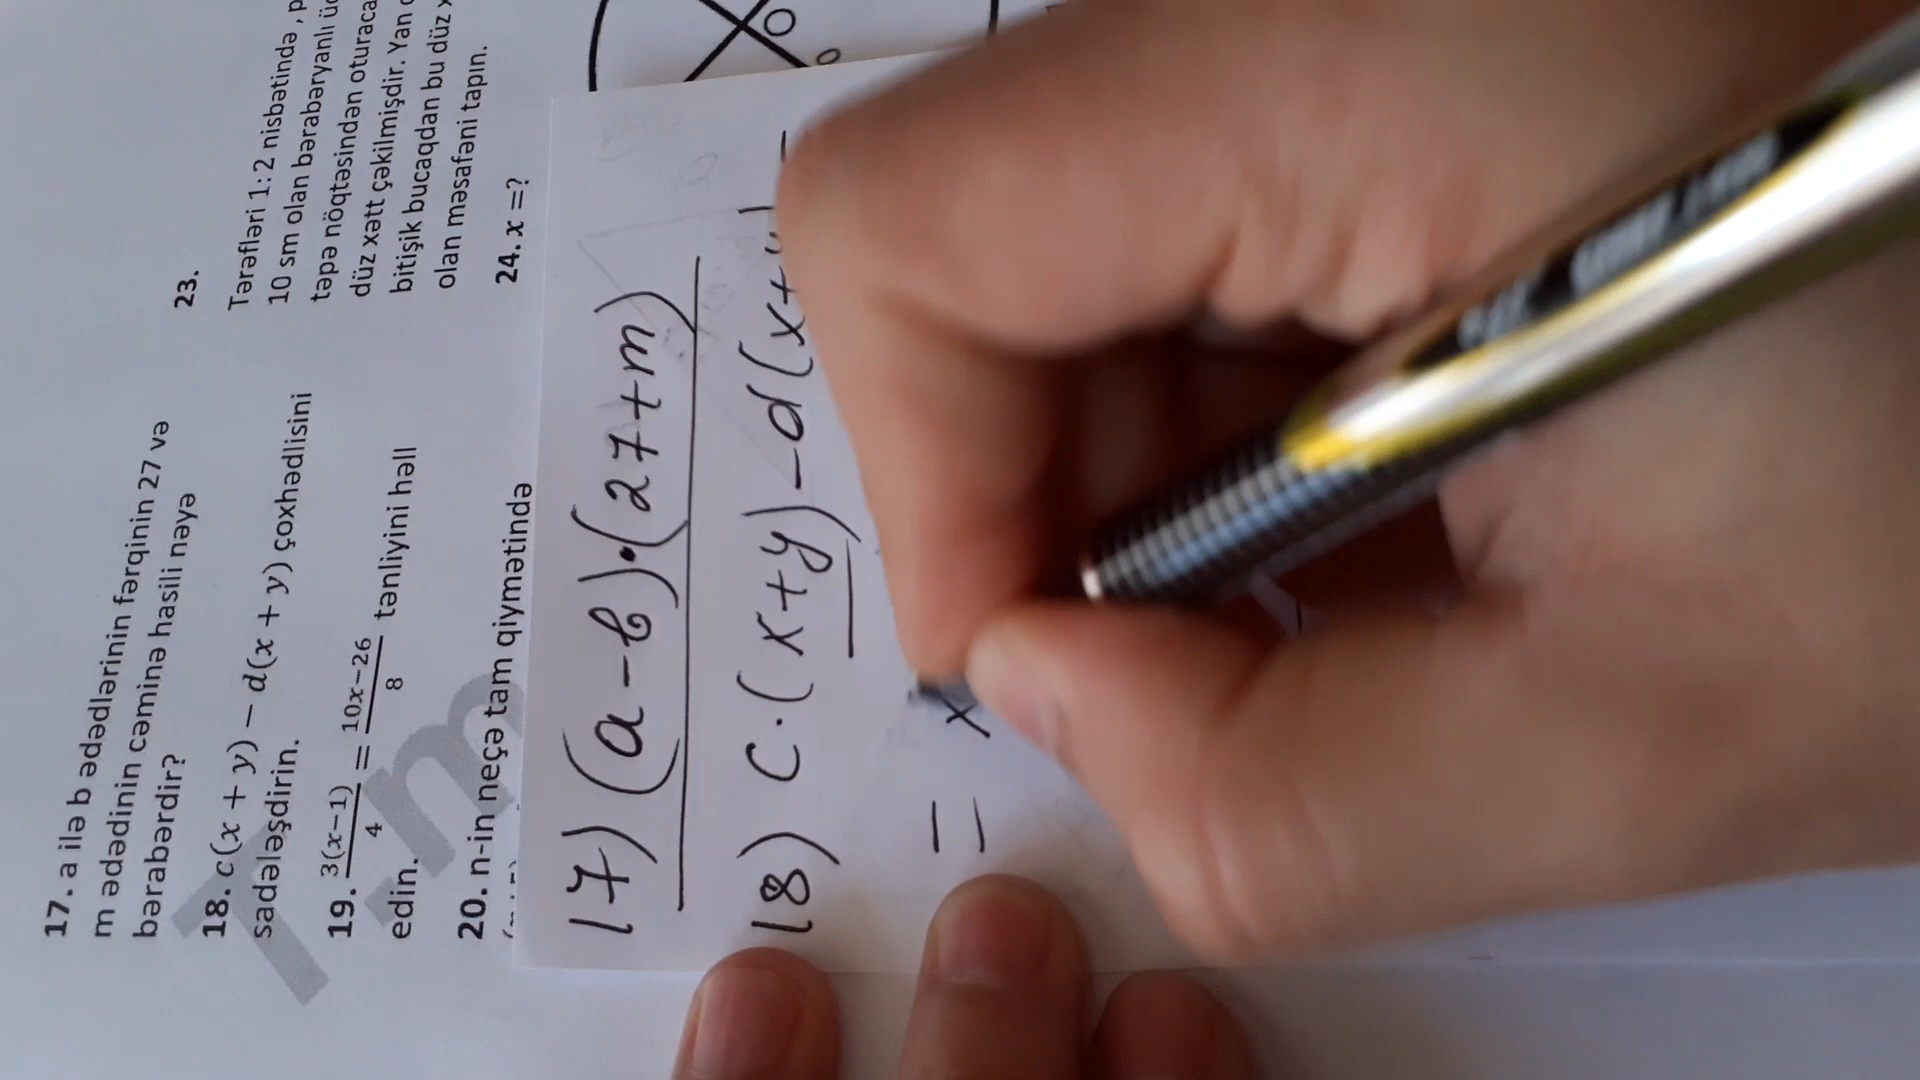 17. a ilə b ədədlərinin fərqinin 27 və
m ədədinin cəminə hasili nəyə
bərabərdir?
18. c(x + y) − d(x + y) çoxhədlisini
sadələşdirin.
19. 3(x−1)/4 = 10x−26/8 tənliyini həll
edin.
20. n-in neçə tam qiymətində
23.
Tərəfləri 1: 2 nisbətində,
10 sm olan bərabəryanlı
təpə nöqtəsindən
düz xətt çəkilmişdir. Yan
bitişik bucaqdan bu düz
olan məsafəni tapın.
24. x =?
17) (a-b)·(27+m)
18) c·(x+y)-d(x+y)
= x